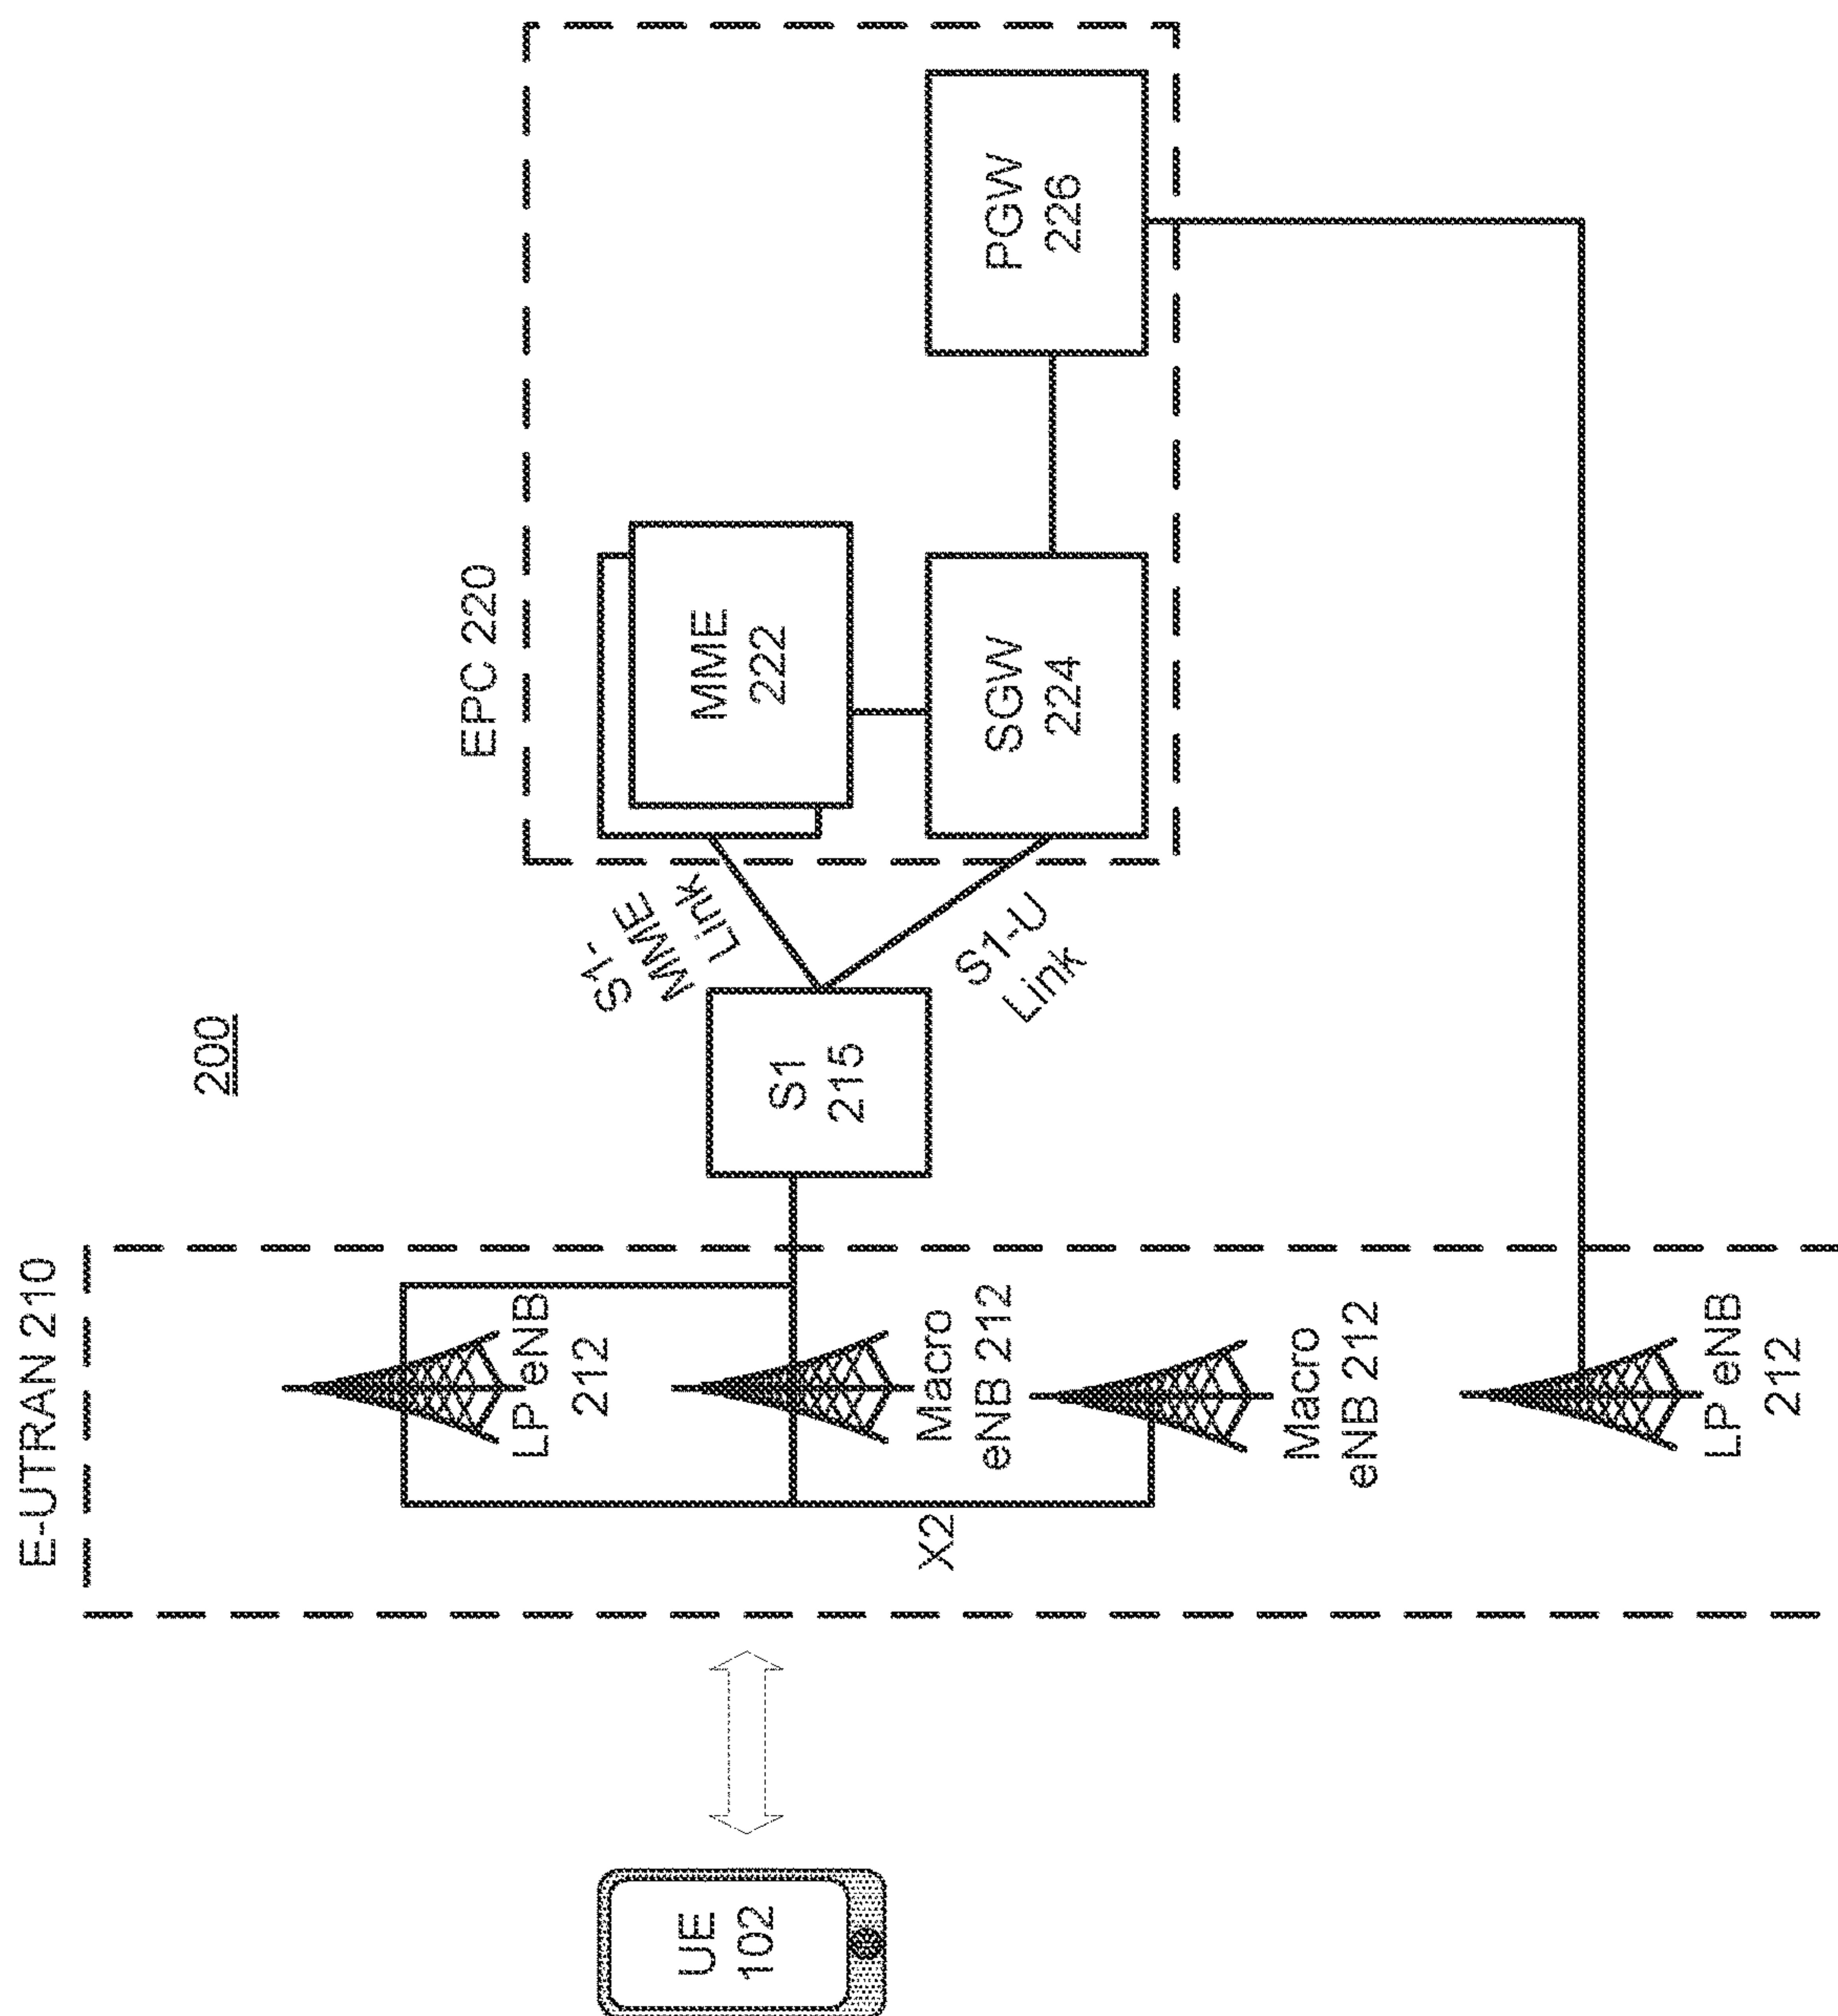 200
E-UTRAN 210
EPC 220
UE
102
LP eNB
212
Macro
eNB 212
X2
Macro
eNB 212
LP eNB
212
S1
215
S1-
MME
Link
S1-U
Link
MME
222
SGW
224
PGW
226